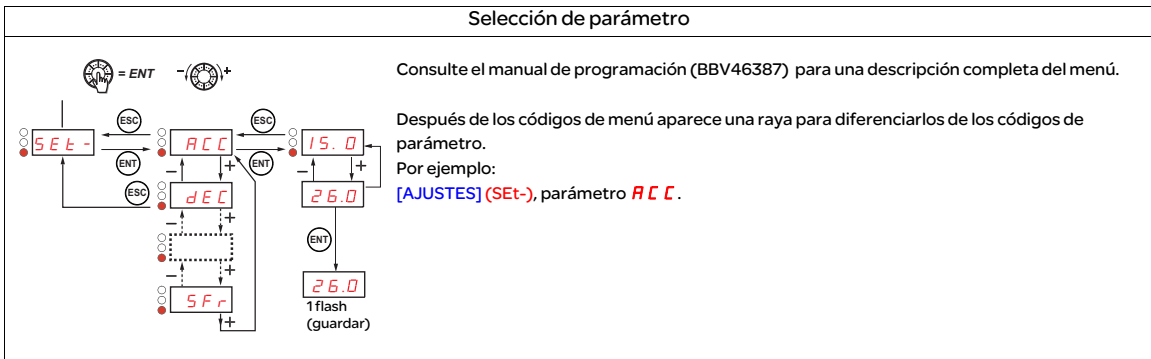 Selección de parámetro
= ENT
- +
Consulte el manual de programación (BBV46387) para una descripción completa del menú.
Después de los códigos de menú aparece una raya para diferenciarlos de los códigos de
parámetro.
Por ejemplo:
[AJUSTES] (SEt-), parámetro ACC.
ESC
ESC
SEt -
ACC
15.0
ENT
ENT
- +
- +
ESC
dEC
26.0
- +
ENT
- +
SFr
+
26.0
1 flash
(guardar)